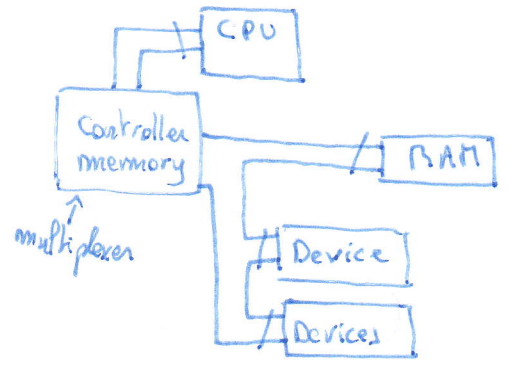 CPU
Controller
memory
RAM
multiplexer
Device
Devices